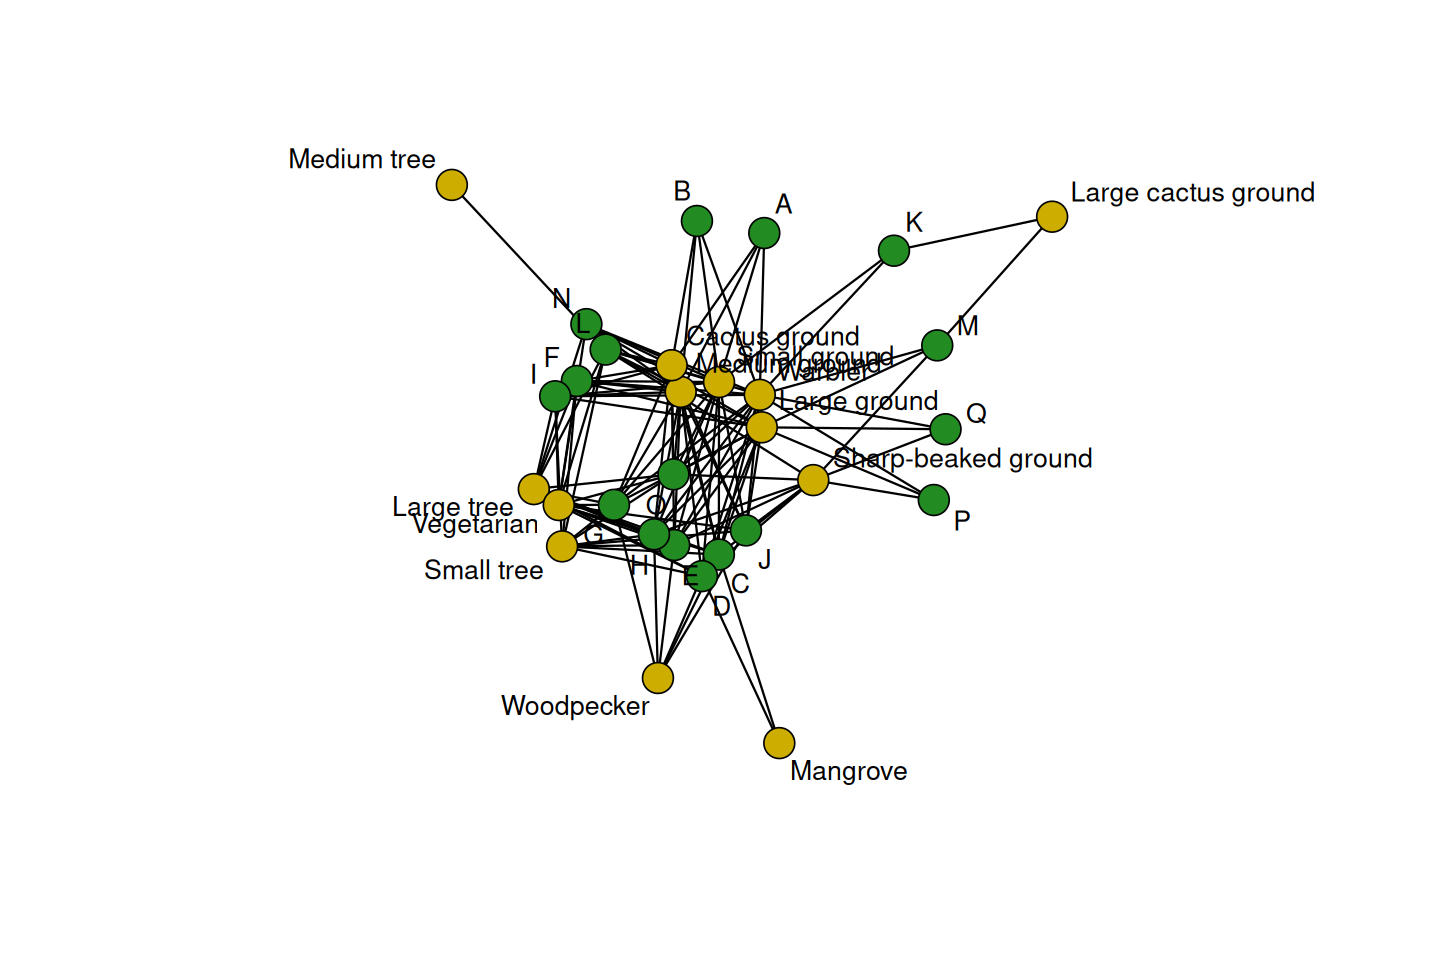 Medium tree
B
A
Large cactus ground
K
N
L
M
Cactus ground
Small ground
Medium ground
Warbler
F
I
Large ground
Q
Sharp-beaked ground
Large tree
O
Vegetarian
P
G
J
H
Small tree
E
C
D
Woodpecker
Mangrove